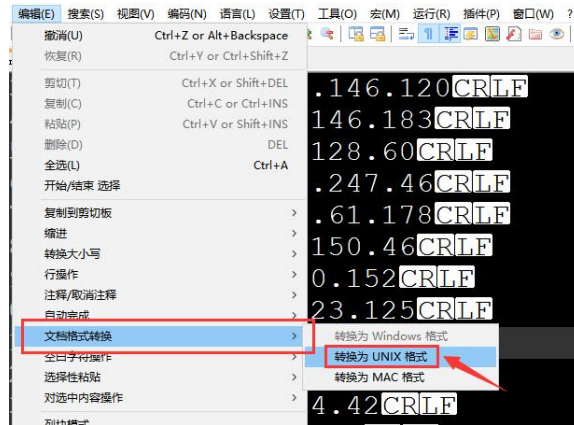 编辑(E) 搜索(S) 视图(V) 编码(N) 语言(L) 设置(T) 工具(O) 宏(M) 运行(R) 插件(P) 窗口(W) ?
撤消(U) Ctrl+Z or Alt+Backspace
恢复(R) Ctrl+Y or Ctrl+Shift+Z
剪切(T) Ctrl+X or Shift+DEL
复制(C) Ctrl+C or Ctrl+INS
粘贴(P) Ctrl+V or Shift+INS
删除(D) DEL
全选(L) Ctrl+A
开始/结束 选择
复制到剪切板
缩进
转换大小写
行操作
注释/取消注释
自动完成
文档格式转换
空白字符操作
选择性粘贴
对选中内容操作
列块模式
转换为 Windows 格式
转换为 UNIX 格式
转换为 MAC 格式
.146.120CRLF
146.183CRLF
128.60CRLF
.247.46CRLF
.61.178CRLF
150.46CRLF
0.152CRLF
23.125CRLF
4.42CRLF